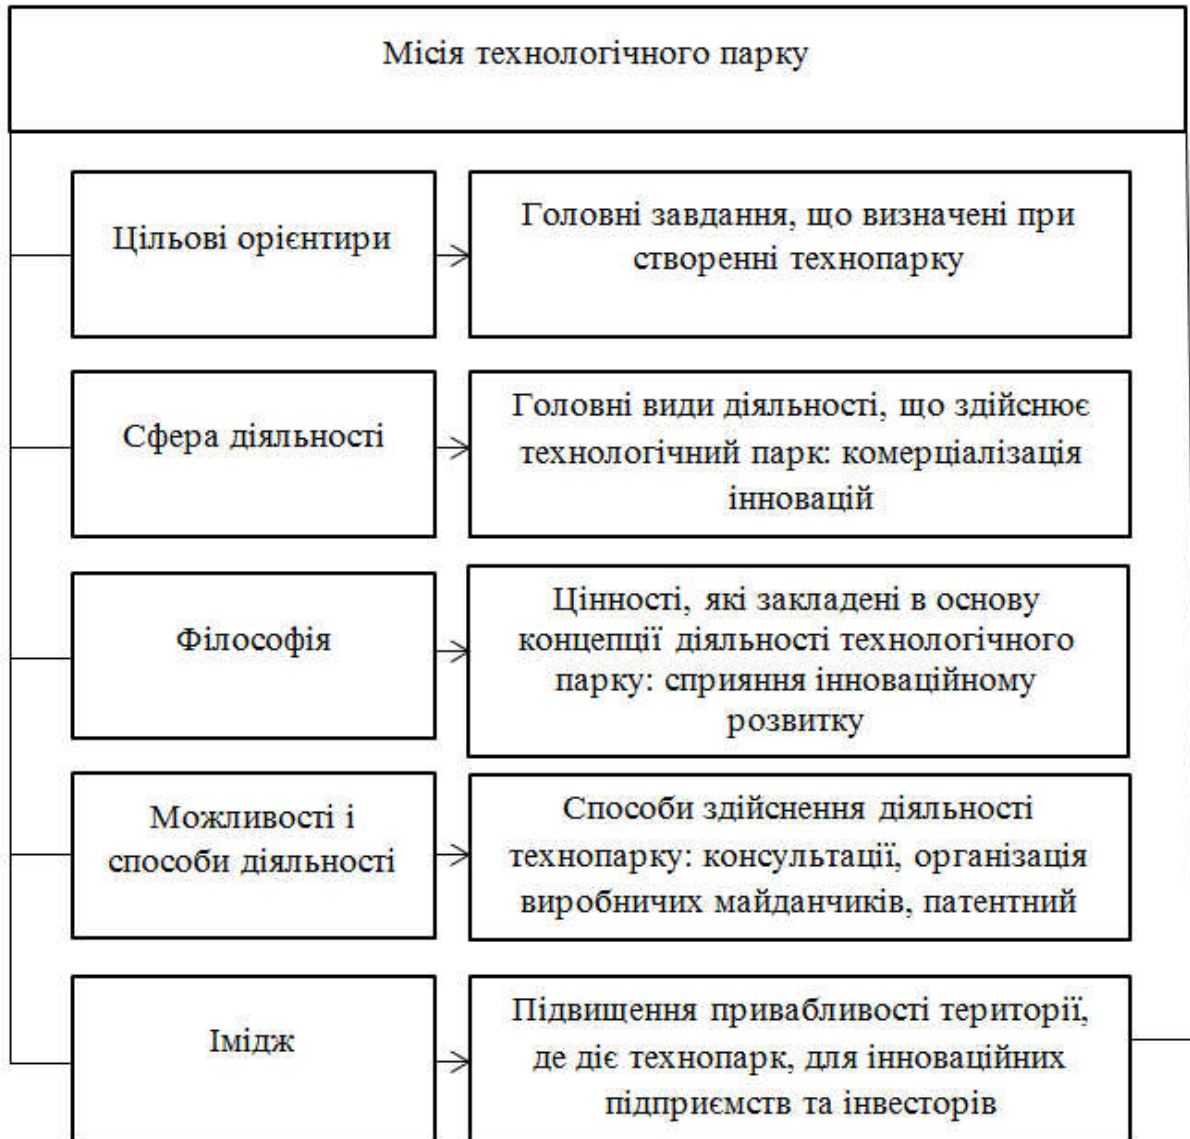 Місія технологічного парку
Цільові орієнтири
Головні завдання, що визначені при
створенні технопарку
Сфера діяльності
Головні види діяльності, що здійснює
технологічний парк: комерціалізація
інновацій
Філософія
Цінності, які закладені в основу
концепції діяльності технологічного
парку: сприяння інноваційному
розвитку
Можливості і
способи діяльності
Способи здійснення діяльності
технопарку: консультації, організація
виробничих майданчиків, патентний
Імідж
Підвищення привабливості території,
де діє технопарк, для інноваційних
підприємств та інвесторів